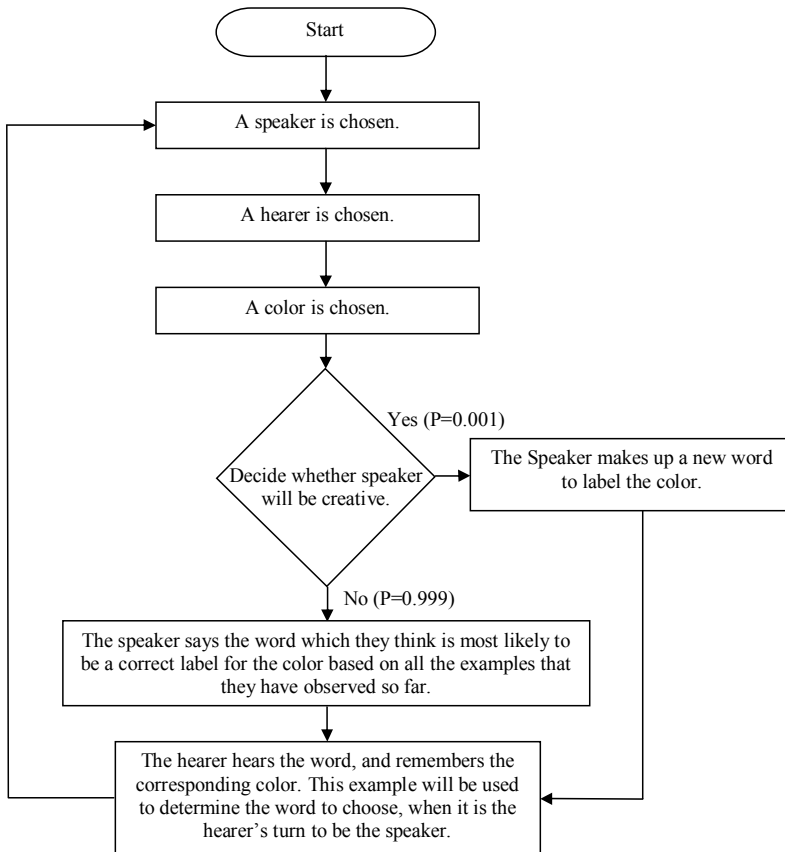 Start
A speaker is chosen.
A hearer is chosen.
A color is chosen.
Yes (P=0.001)
Decide whether speaker
will be creative.
The Speaker makes up a new word
to label the color.
No (P=0.999)
The speaker says the word which they think is most likely to
be a correct label for the color based on all the examples that
they have observed so far.
The hearer hears the word, and remembers the
corresponding color. This example will be used
to determine the word to choose, when it is the
hearer’s turn to be the speaker.